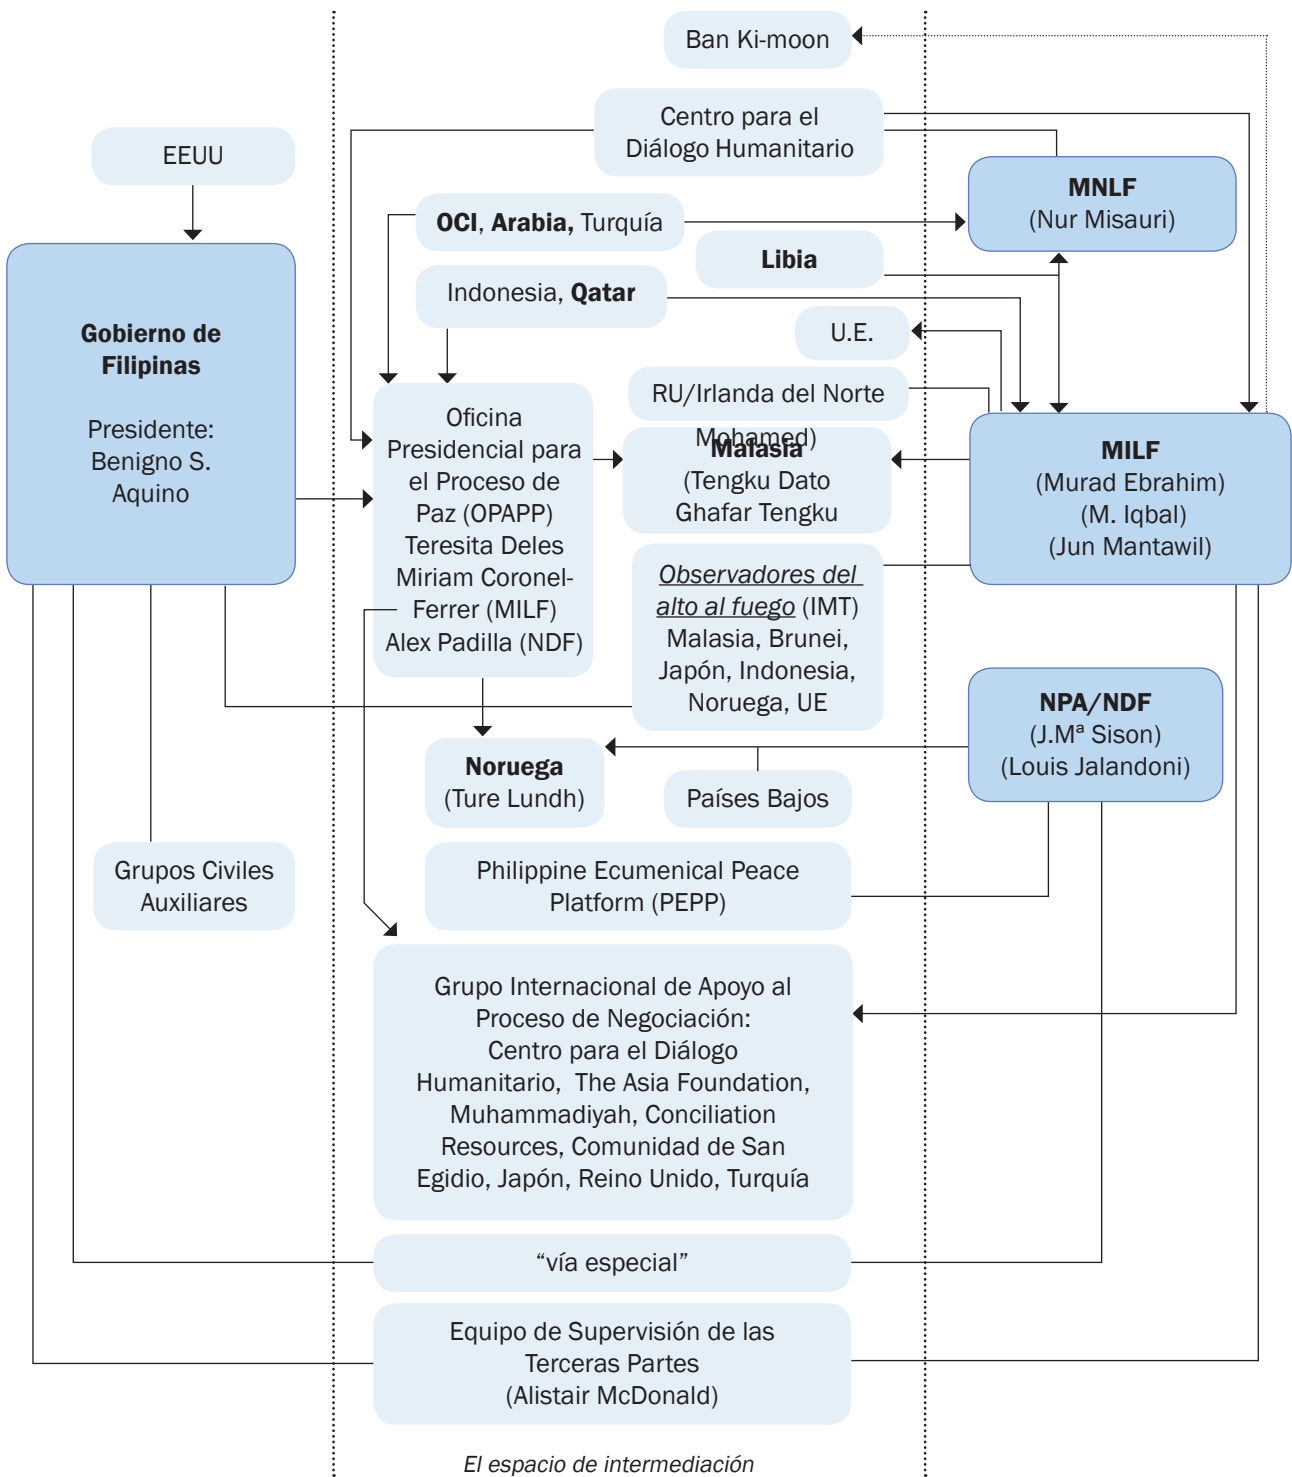 Ban Ki-moon
Centro para el
Diálogo Humanitario
EEUU
MNLF
(Nur Misauri)
OCI, Arabia, Turquía
Libia
Indonesia, Qatar
U.E.
Gobierno de
Filipinas
Presidente:
Benigno S.
Aquino
RU/Irlanda del Norte
Oficina
Presidencial para
el Proceso de
Paz (OPAPP)
Teresita Deles
Miriam Coronel-
Ferrer (MILF)
Alex Padilla (NDF)
Mohamed)
Malasia
(Tengku Dato
Ghafar Tengku
MILF
(Murad Ebrahim)
(M. Iqbal)
(Jun Mantawil)
Observadores del
alto al fuego (IMT)
Malasia, Brunei,
Japón, Indonesia,
Noruega, UE
NPA/NDF
(J.Mª Sison)
(Louis Jalandoni)
Noruega
(Ture Lundh)
Países Bajos
Grupos Civiles
Auxiliares
Philippine Ecumenical Peace
Platform (PEPP)
Grupo Internacional de Apoyo al
Proceso de Negociación:
Centro para el Diálogo
Humanitario, The Asia Foundation,
Muhammadiyah, Conciliation
Resources, Comunidad de San
Egidio, Japón, Reino Unido, Turquía
“vía especial”
Equipo de Supervisión de las
Terceras Partes
(Alistair McDonald)
El espacio de intermediación